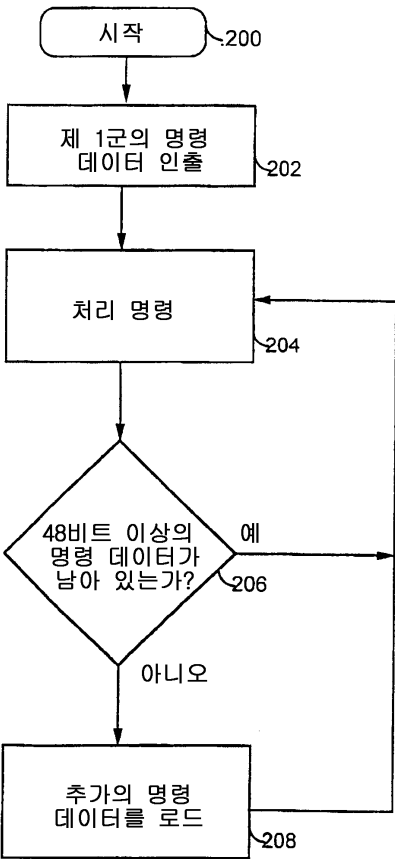 시작
200
제 1군의 명령
데이터 인출
202
처리 명령
204
48비트 이상의
명령 데이터가
남아 있는가?
예
206
아니오
추가의 명령
데이터를 로드
208